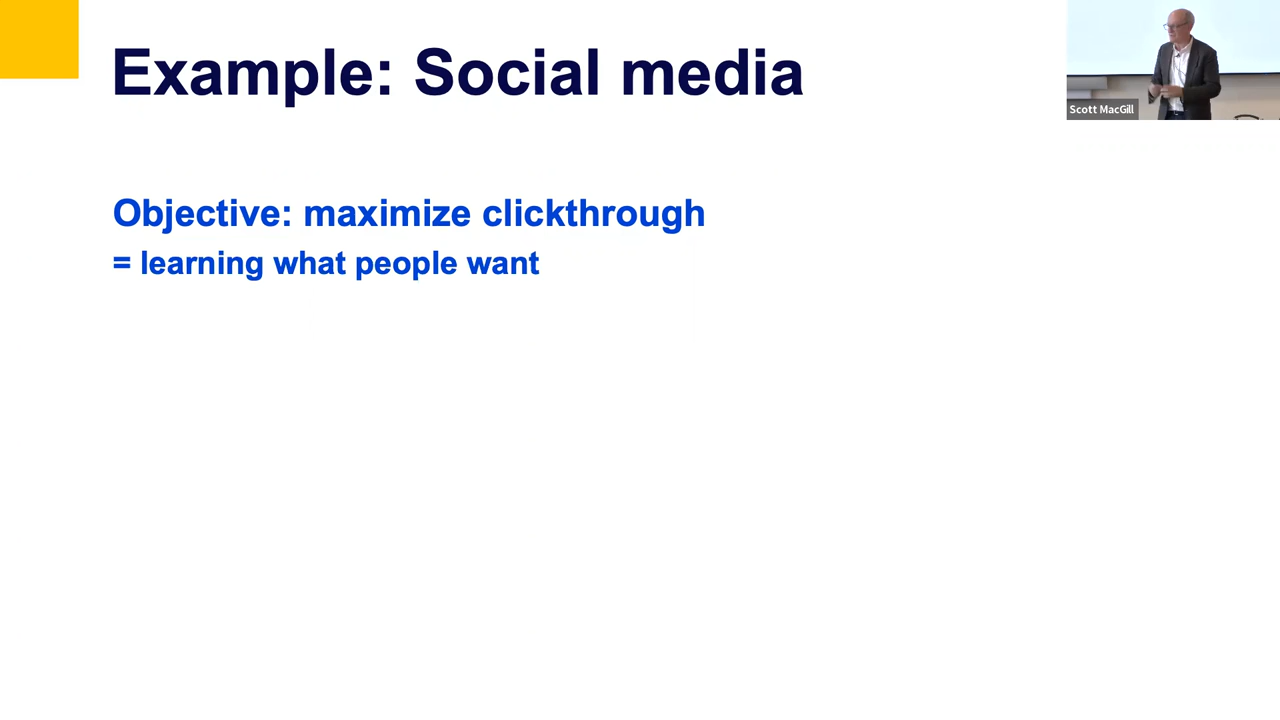 Example: Social media
Scott MacGill
Objective: maximize clickthrough
= learning what people want